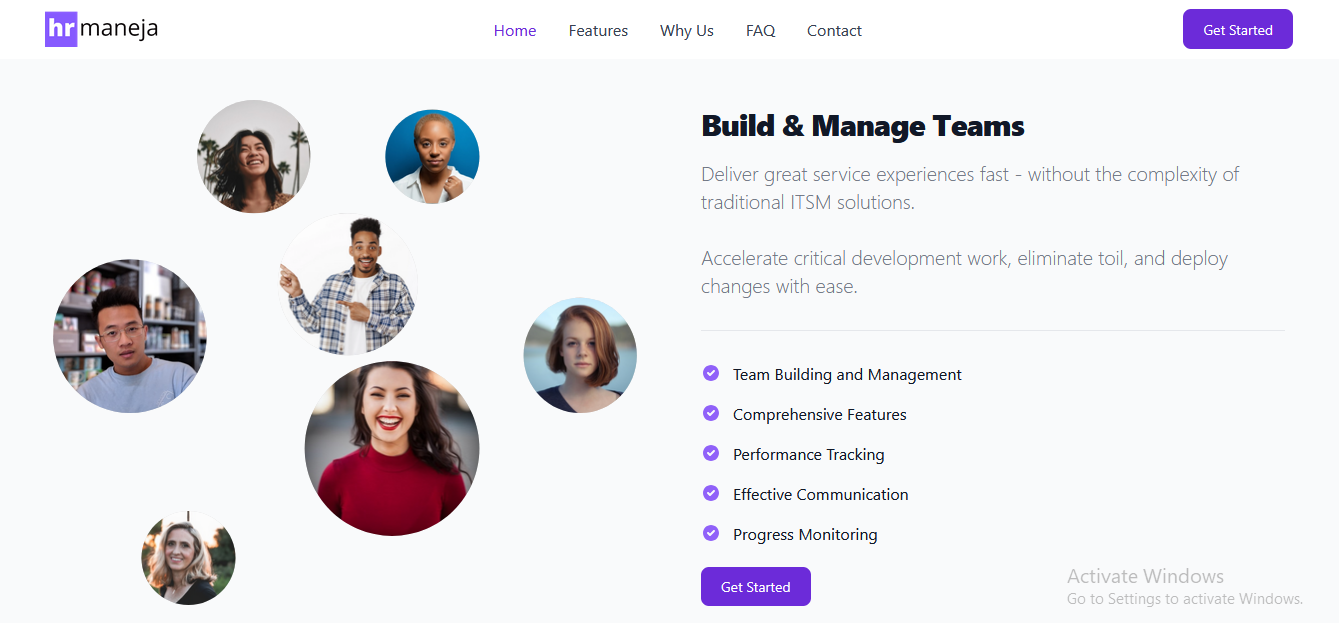 hrmaneja
Home
Features
Why Us
FAQ
Contact
Get Started
Build & Manage Teams
Deliver great service experiences fast - without the complexity of
traditional ITSM solutions.
Accelerate critical development work, eliminate toil, and deploy
changes with ease.
Team Building and Management
Comprehensive Features
Performance Tracking
Effective Communication
Progress Monitoring
Get Started
Activate Windows
Go to Settings to activate Windows.